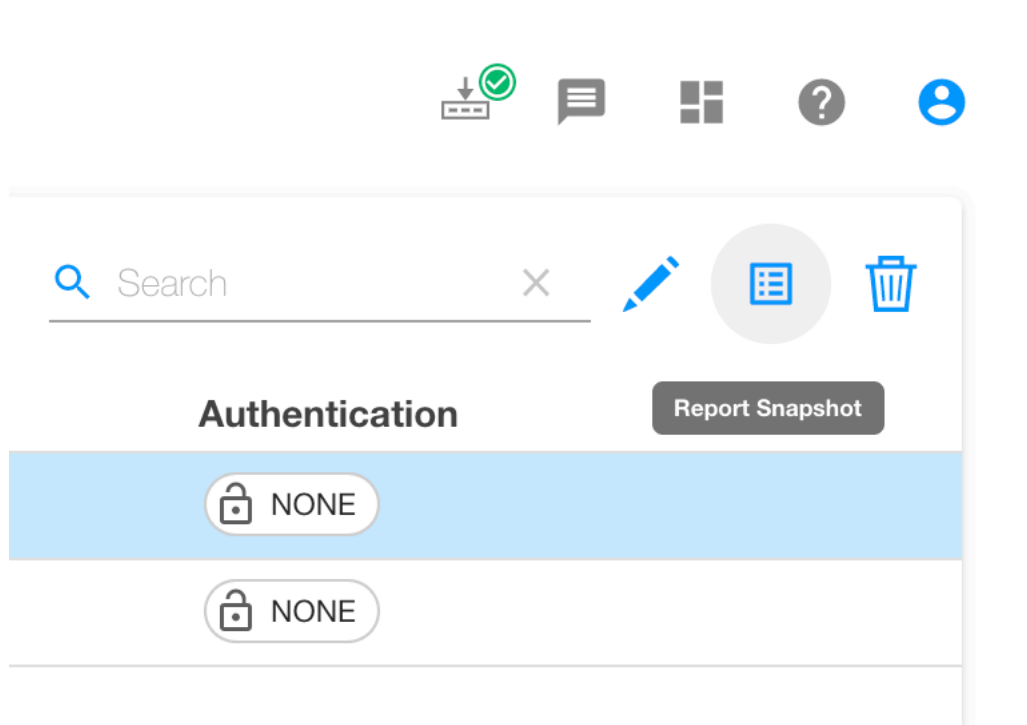 Search
Authentication
Report Snapshot
NONE
NONE